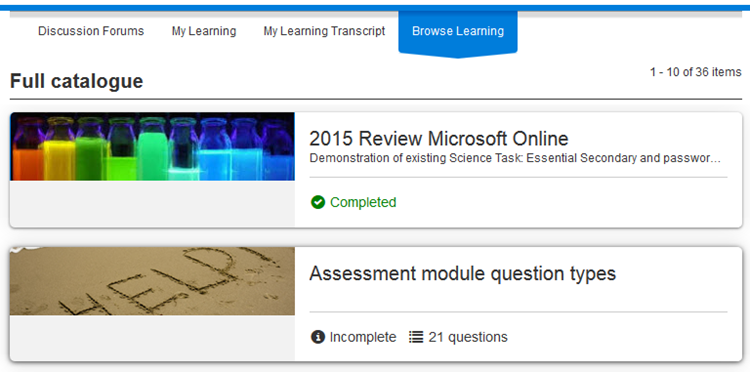 Discussion Forums My Learning My Learning Transcript Browse Learning
Full catalogue
1 - 10 of 36 items
2015 Review Microsoft Online
Demonstration of existing Science Task: Essential Secondary and passwor...
Completed
HELP!
Assessment module question types
Incomplete 21 questions